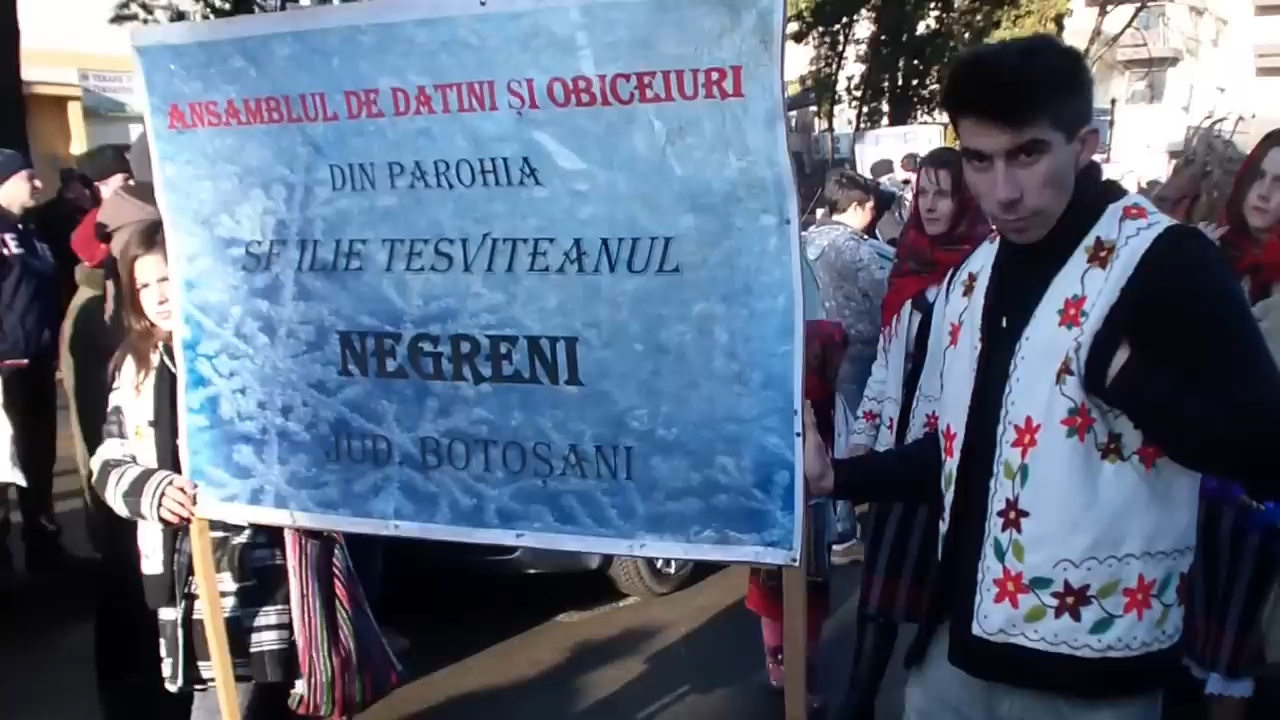 ANSAMBLUL DE DATINI ȘI OBICEIURI
DIN PAROHIA
SF ILIE TESVITEANUL
NEGRENI
JUD. BOTOȘANI